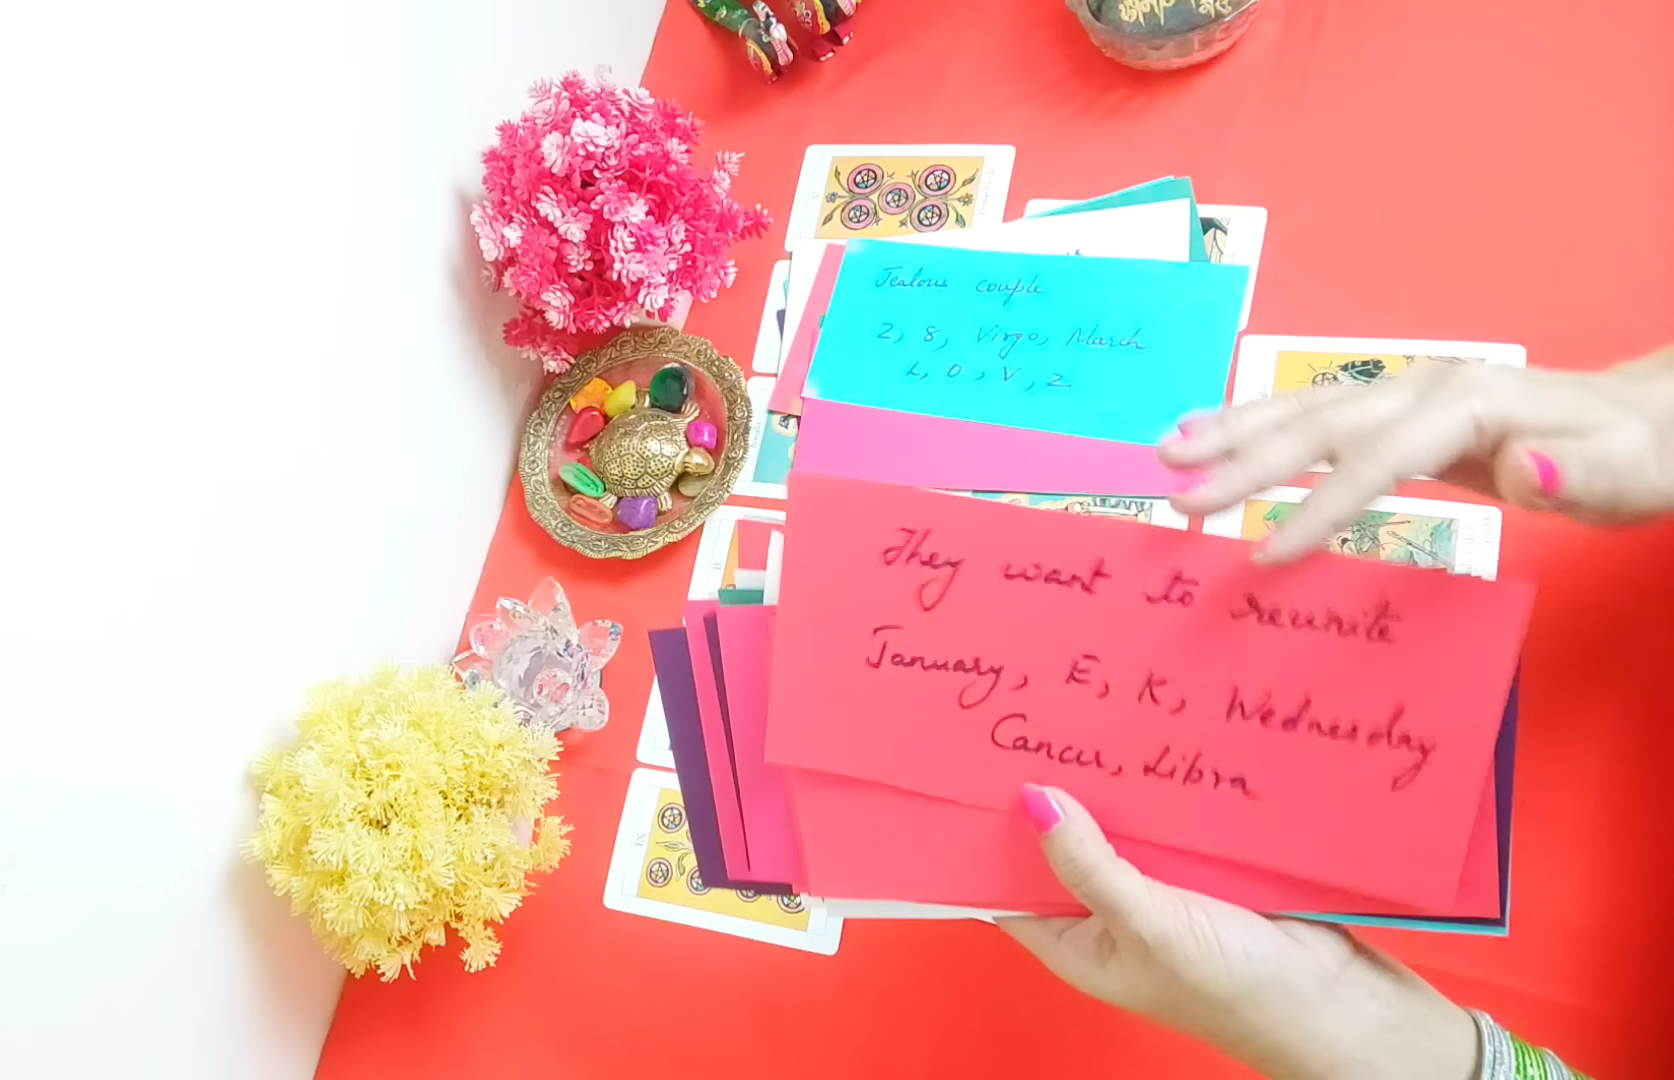 Jealous couple
2, 8, Virgo, March
L, O, V, Z
They want to reunite
January, E, K, Wednesday
Cancer, Libra